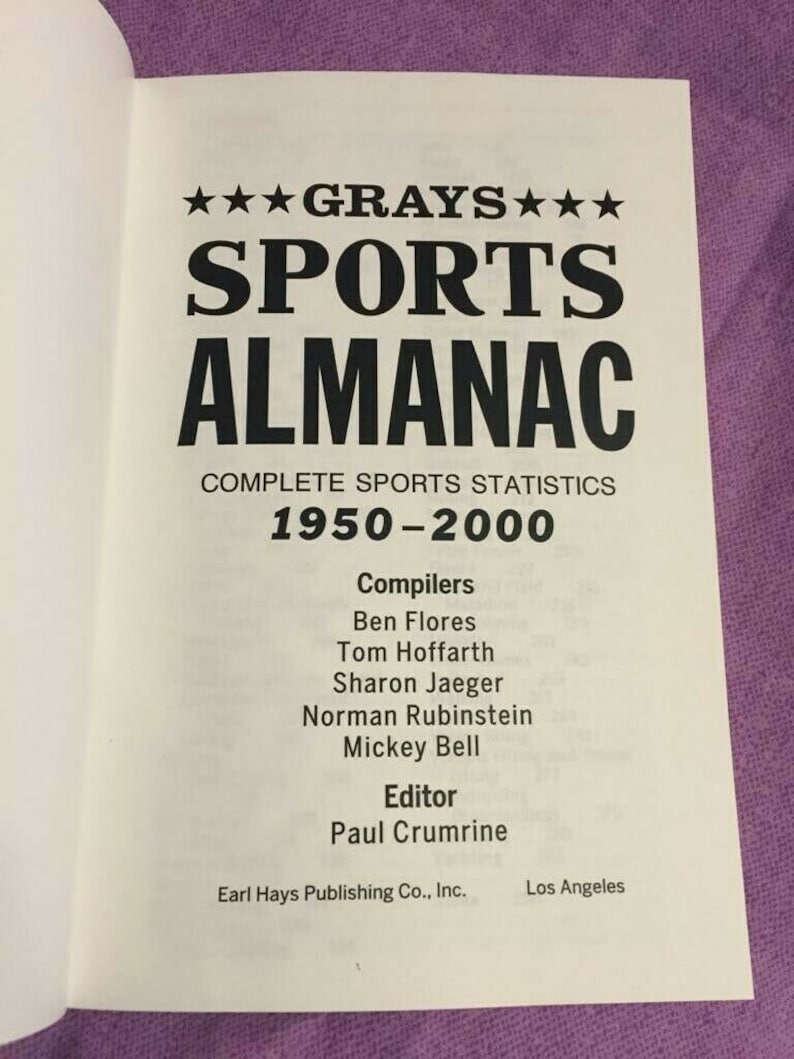 ★★★GRAYS★★★
SPORTS
ALMANAC
COMPLETE SPORTS STATISTICS
1950–2000
Compilers
Ben Flores
Tom Hoffarth
Sharon Jaeger
Norman Rubinstein
Mickey Bell
Editor
Paul Crumrine
Earl Hays Publishing Co., Inc. Los Angeles